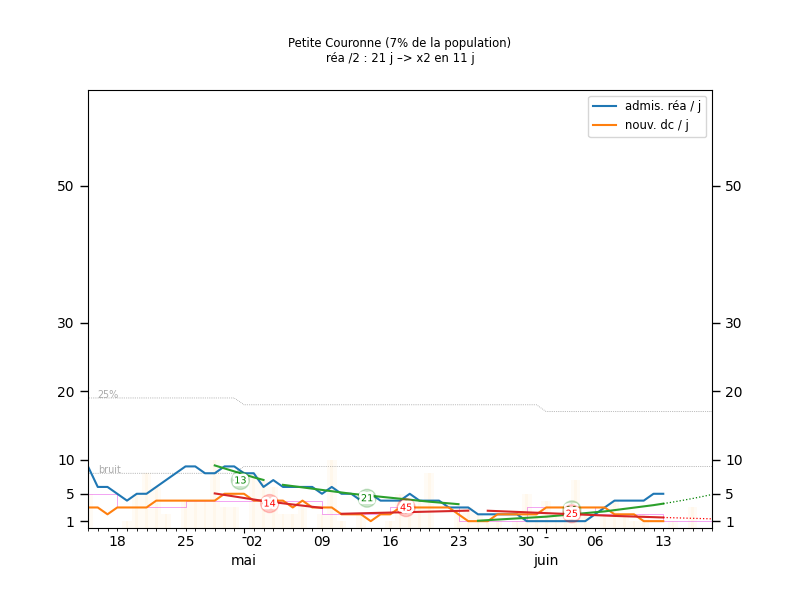 Petite Couronne (7% de la population)
réa /2 : 21 j –> x2 en 11 j
admis. réa / j
nouv. dc / j
50 50
30 30
20 20
25%
10 10
bruit
13
5 21 5
14 45 25
1 1
18 25 02 09 16 23 30 06 13
mai juin